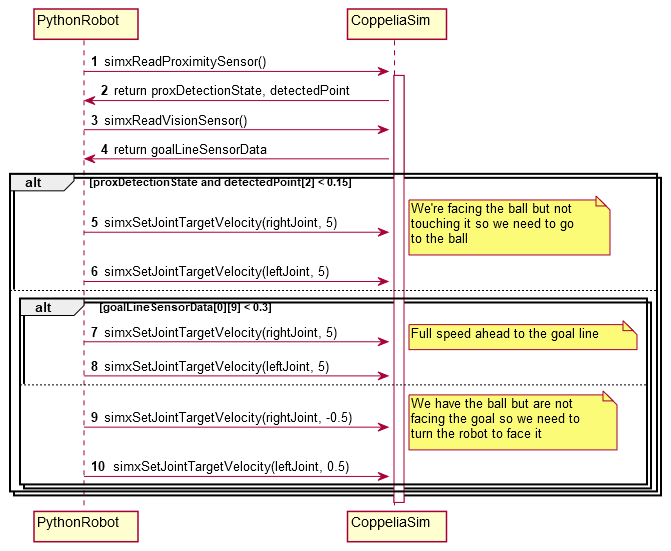 PythonRobot
CoppeliaSim
1 simxReadProximitySensor()
2 return proxDetectionState, detectedPoint
3 simxReadVisionSensor()
4 return goalLineSensorData
alt [proxDetectionState and detectedPoint[2] < 0.15]
5 simxSetJointTargetVelocity(rightJoint, 5)
We're facing the ball but not
touching it so we need to go
to the ball
6 simxSetJointTargetVelocity(leftJoint, 5)
alt [goalLineSensorData[0][9] < 0.3]
7 simxSetJointTargetVelocity(rightJoint, 5)
Full speed ahead to the goal line
8 simxSetJointTargetVelocity(leftJoint, 5)
9 simxSetJointTargetVelocity(rightJoint, -0.5)
We have the ball but are not
facing the goal so we need to
turn the robot to face it
10 simxSetJointTargetVelocity(leftJoint, 0.5)
PythonRobot
CoppeliaSim